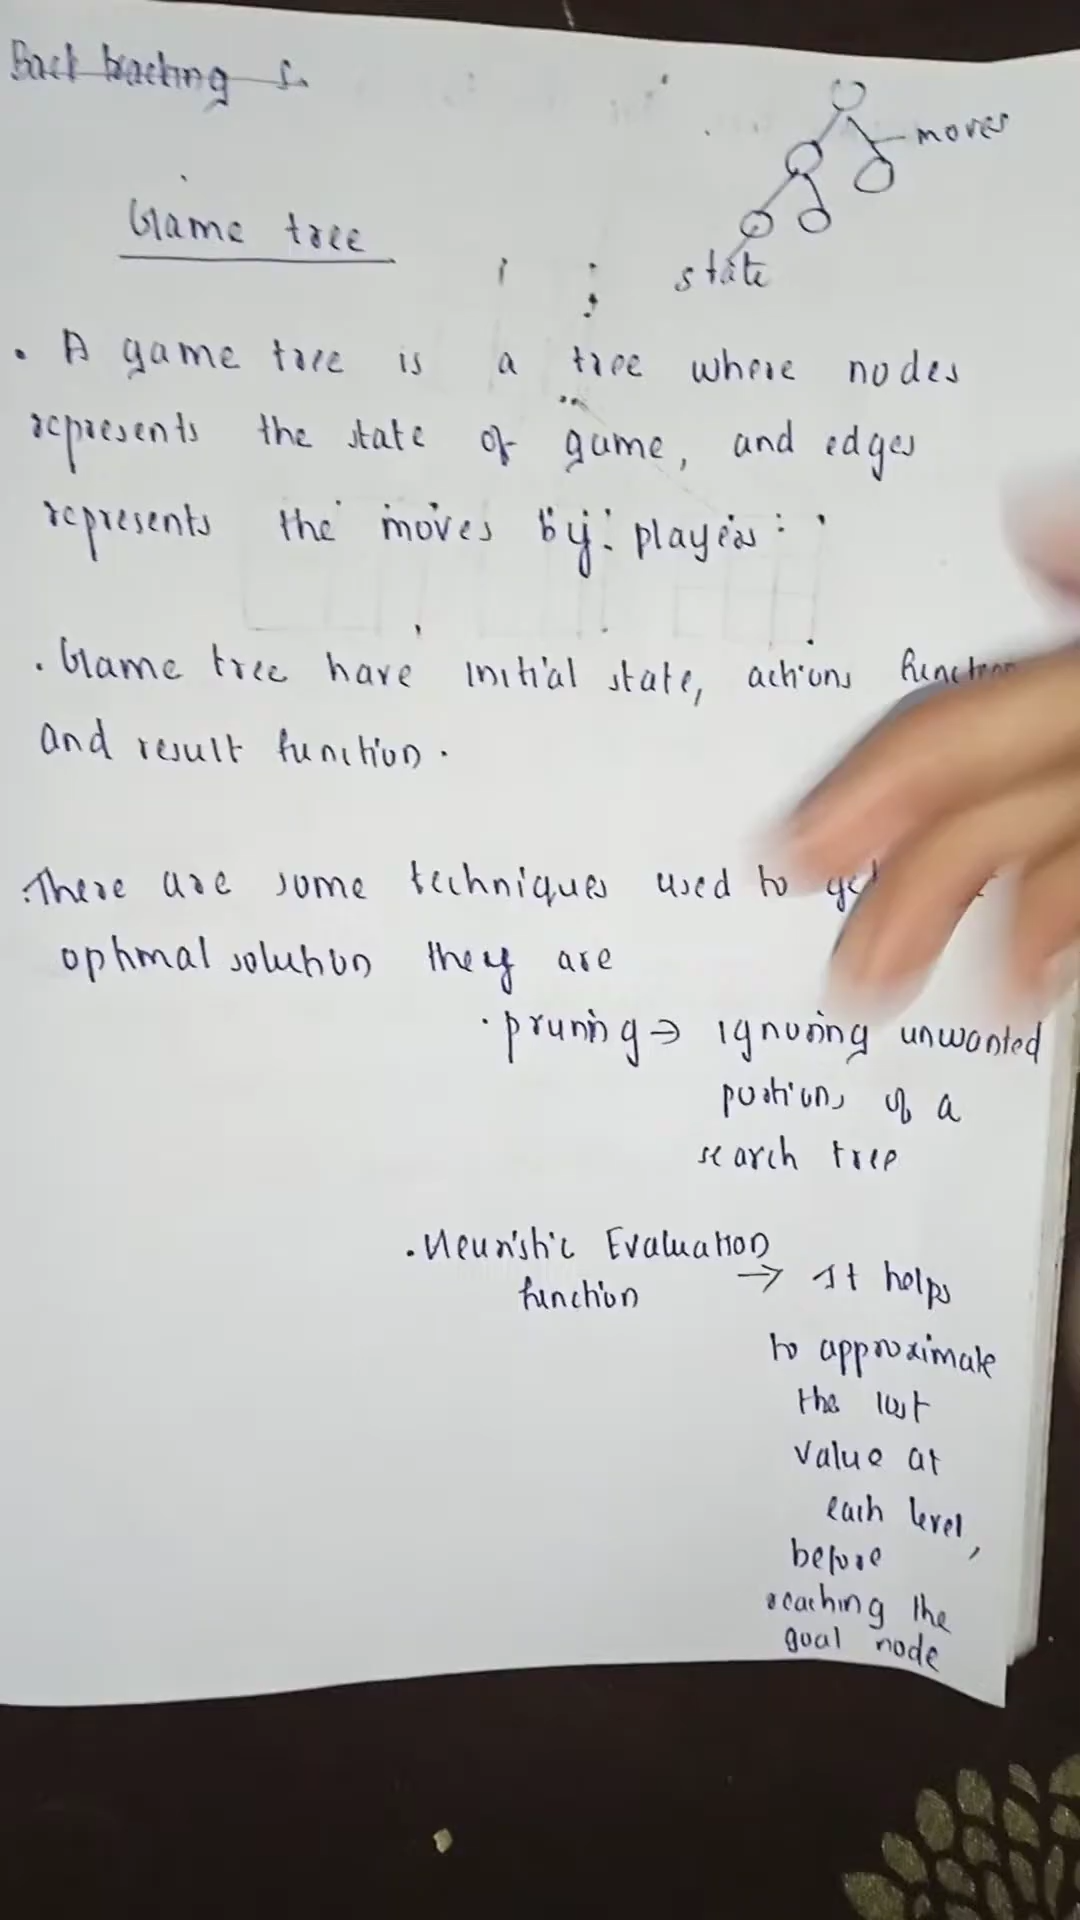 Back tracking
moves
Game tree
state
. A game tree is a tree where nodes
represents the state of game, and edges
represents the moves by players
. Game tree have initial state, actions function
and result function.
. There are some techniques used to get
optimal solution they are
. pruning → ignoring unwanted
portions of a
search tree
. Heuristic Evaluation
function → It helps
to approximate
the
value at
each level,
before
reaching the
goal node